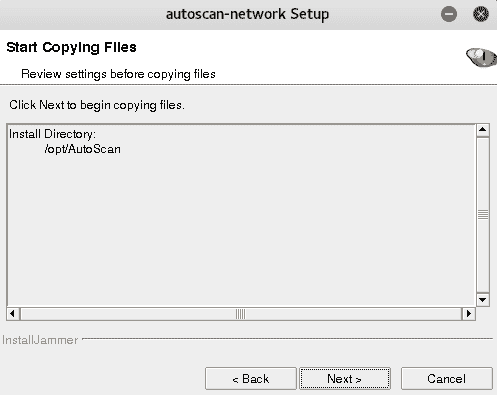 autoscan-network Setup
Start Copying Files
Review settings before copying files
Click Next to begin copying files.
Install Directory:
/opt/AutoScan
InstallJammer
< Back
Next >
Cancel